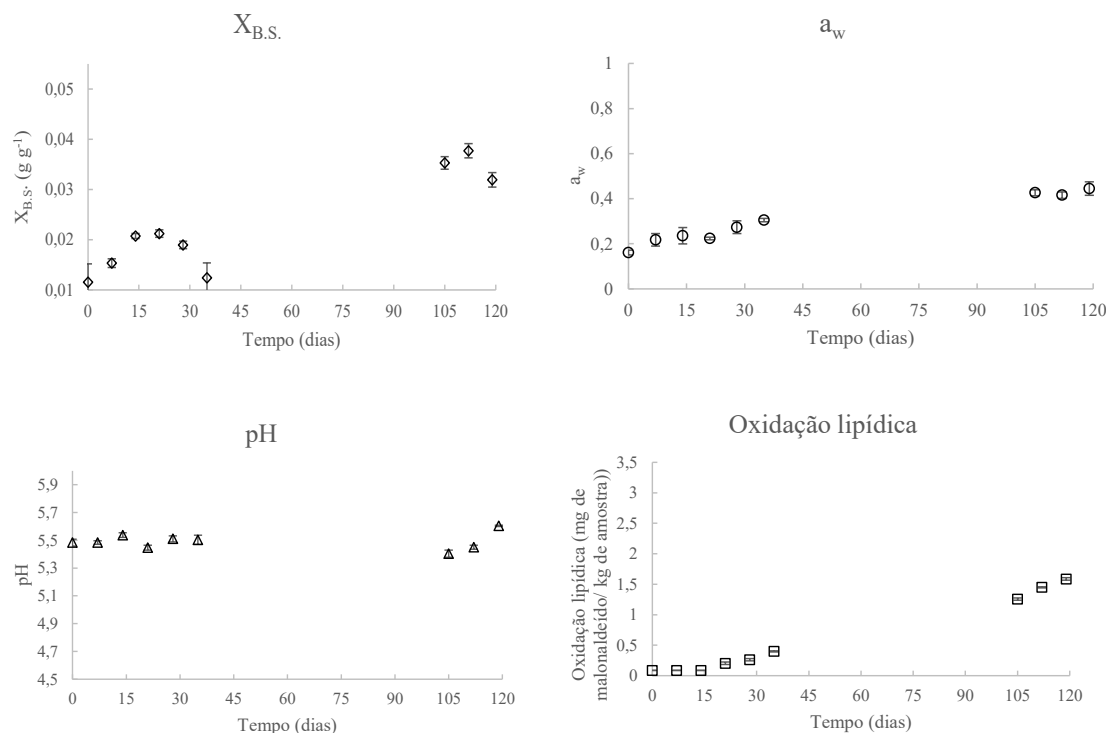 X_B.S.
0,05
0,04
0,03
0,02
0,01
X_B.S. (g g⁻¹)
0 15 30 45 60 75 90 105 120
Tempo (dias)
a_w
1
0,8
0,6
0,4
0,2
0
a_w
0 15 30 45 60 75 90 105 120
Tempo (dias)
pH
5,9
5,7
5,5
5,3
5,1
4,9
4,7
4,5
pH
0 15 30 45 60 75 90 105 120
Tempo (dias)
Oxidação lipídica
3,5
3
2,5
2
1,5
1
0,5
0
Oxidação lipídica (mg de
malonaldeído/ kg de amostra))
0 15 30 45 60 75 90 105 120
Tempo (dias)